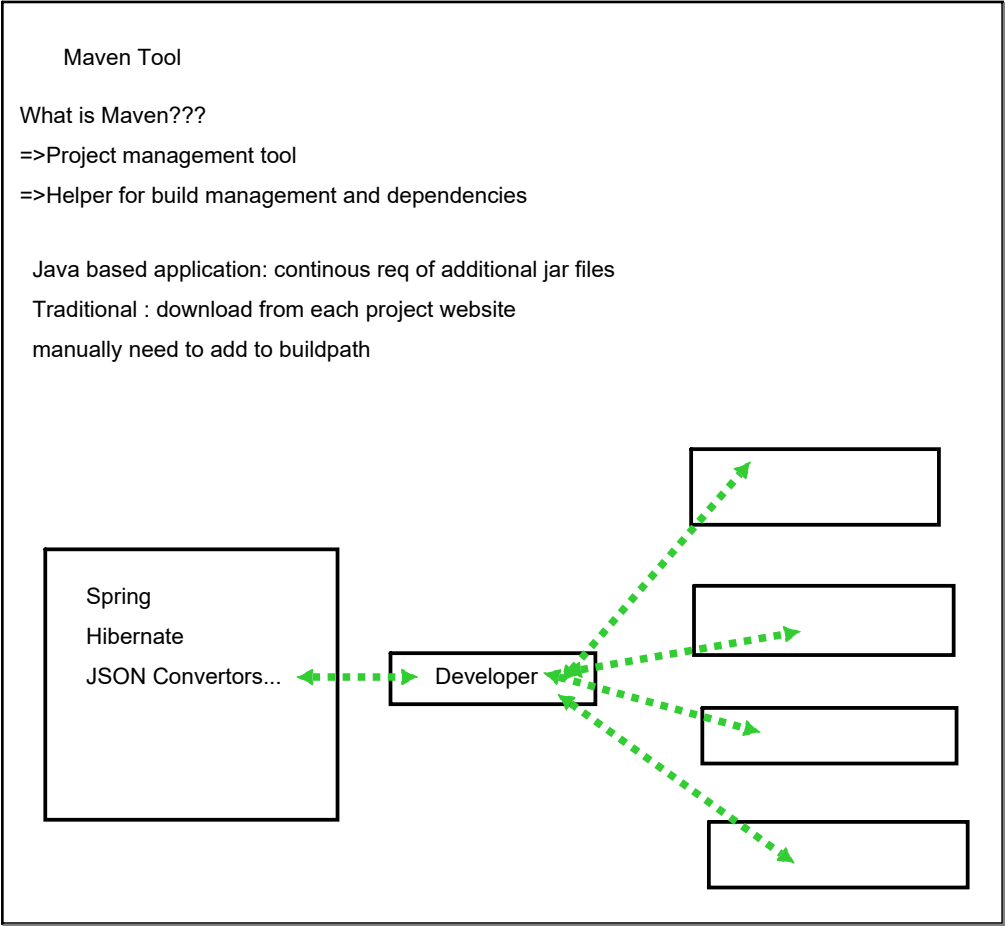 Maven Tool
What is Maven???
=>Project management tool
=>Helper for build management and dependencies
Java based application: continous req of additional jar files
Traditional : download from each project website
manually need to add to buildpath
Spring
Hibernate
JSON Convertors...
Developer